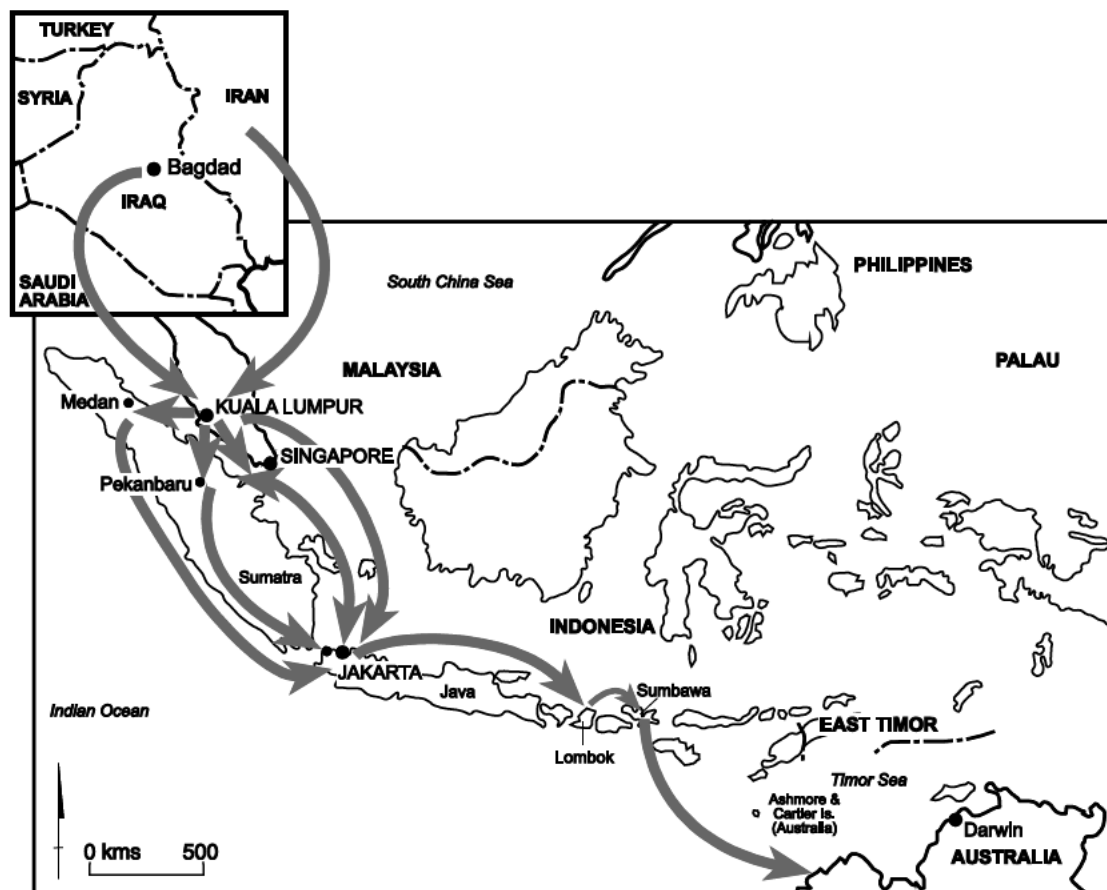 TURKEY
SYRIA
IRAN
Bagdad
IRAQ
SAUDI
ARABIA
South China Sea
PHILIPPINES
MALAYSIA
PALAU
Medan
KUALA LUMPUR
SINGAPORE
Pekanbaru
Sumatra
INDONESIA
JAKARTA
Java
Sumbawa
Indian Ocean
EAST TIMOR
Lombok
Timor Sea
Ashmore &
Cartier Is.
(Australia)
Darwin
0 kms 500
AUSTRALIA